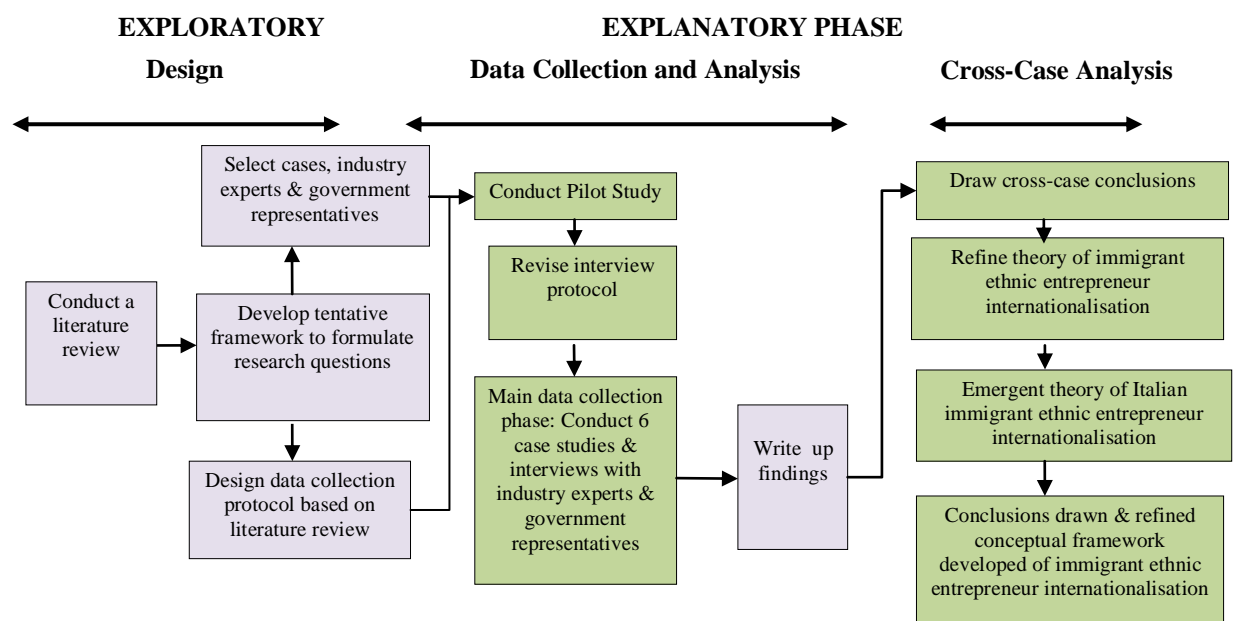 EXPLORATORY
EXPLANATORY PHASE
Design
Data Collection and Analysis
Cross-Case Analysis
Select cases, industry
experts & government
representatives
Conduct a
literature
review
Develop tentative
framework to formulate
research questions
Design data collection
protocol based on
literature review
Conduct Pilot Study
Revise interview
protocol
Main data collection
phase: Conduct 6
case studies &
interviews with
industry experts &
government
representatives
Write up
findings
Draw cross-case conclusions
Refine theory of immigrant
ethnic entrepreneur
internationalisation
Emergent theory of Italian
immigrant ethnic entrepreneur
internationalisation
Conclusions drawn & refined
conceptual framework
developed of immigrant ethnic
entrepreneur internationalisation